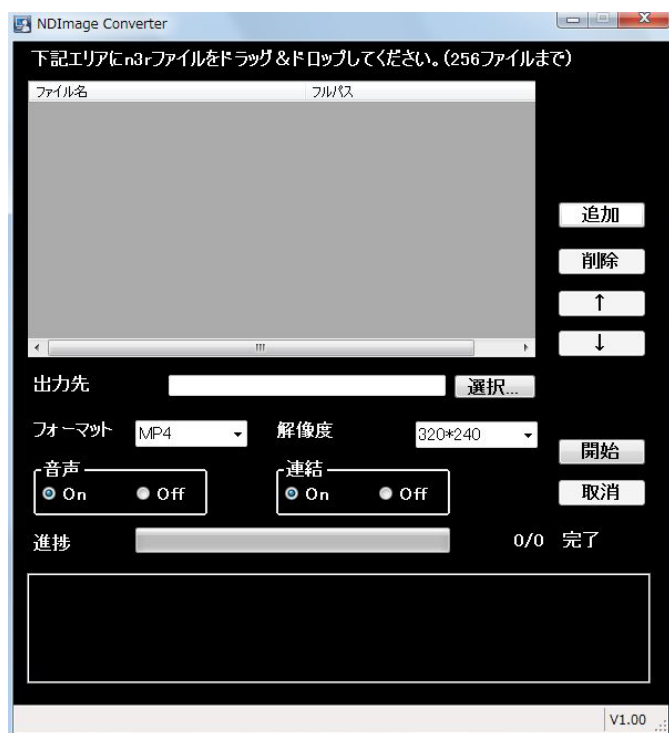 NDImage Converter
下記エリアにn3rファイルをドラッグ&ドロップしてください。(256ファイルまで)
ファイル名 フルパス
追加
削除
↑
↓
出力先 選択...
フォーマット MP4 解像度 320*240
開始
音声 連結
On Off On Off
取消
進捗 0/0 完了
V1.00